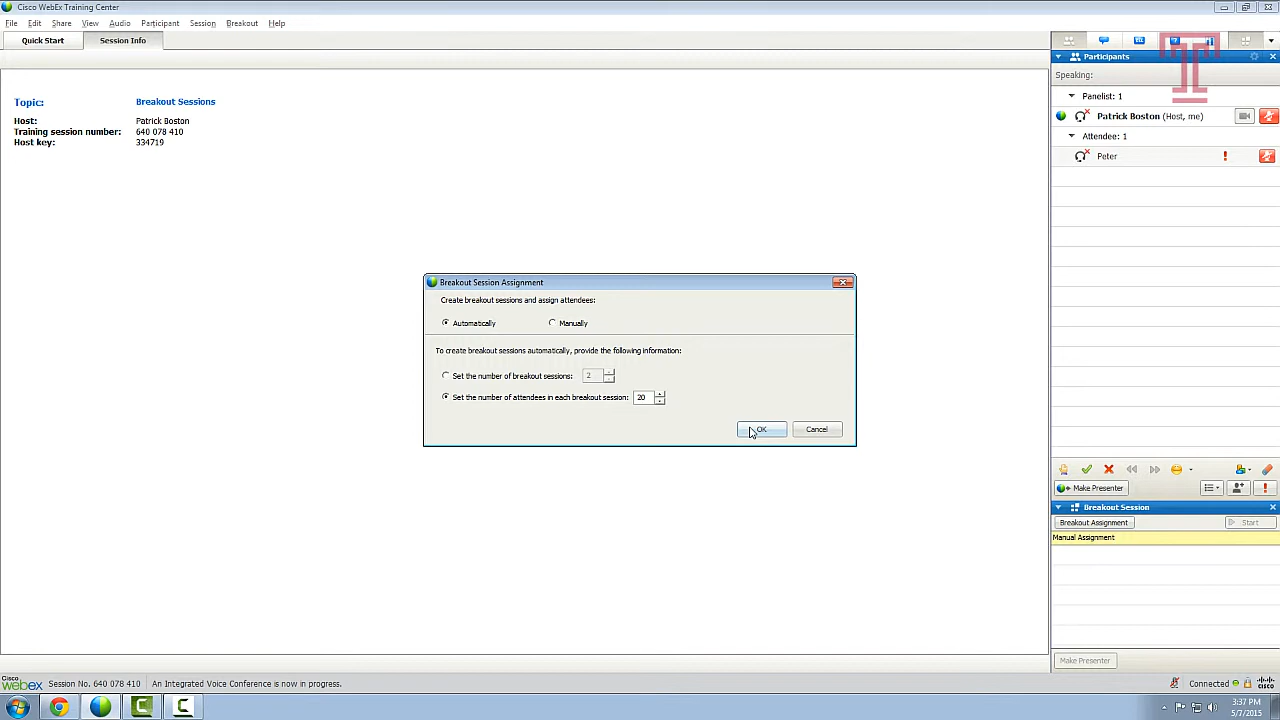 Cisco WebEx Training Center
File Edit Share View Audio Participant Session Breakout Help
Quick Start Session Info
Participants
Speaking:
Topic: Breakout Sessions
Panelist: 1
Host: Patrick Boston
Patrick Boston (Host, me)
Training session number: 640 078 410
Attendee: 1
Host key: 334719
Peter
Breakout Session Assignment
Create breakout sessions and assign attendees:
Automatically Manually
To create breakout sessions automatically, provide the following information:
Set the number of breakout sessions: 2
Set the number of attendees in each breakout session: 20
OK Cancel
Make Presenter
Breakout Session
Breakout Assignment Start
Manual Assignment
Make Presenter
Cisco webex Session No. 640 078 410 An Integrated Voice Conference is now in progress. Connected cisco
3:37 PM
5/7/2015